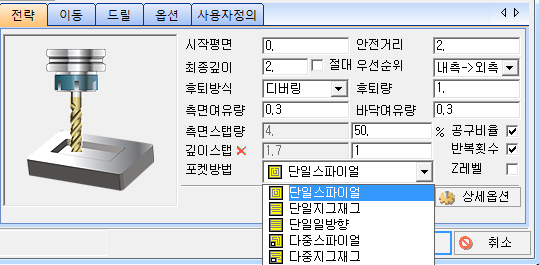 전략 이동 드릴 옵션 사용자정의
시작평면 0. 안전거리 2.
최종깊이 2. 절대 우선순위 내측->외측
후퇴방식 디버링 후퇴량 1.
측면여유량 0.3 바닥여유량 0.3
측면스탭량 4. 50. % 공구비율
깊이스탭 1.7 1 반복횟수
포켓방법 단일스파이얼 Z레벨
단일스파이얼
단일지그재그
단일일방향
다중스파이얼
다중지그재그
상세옵션
취소